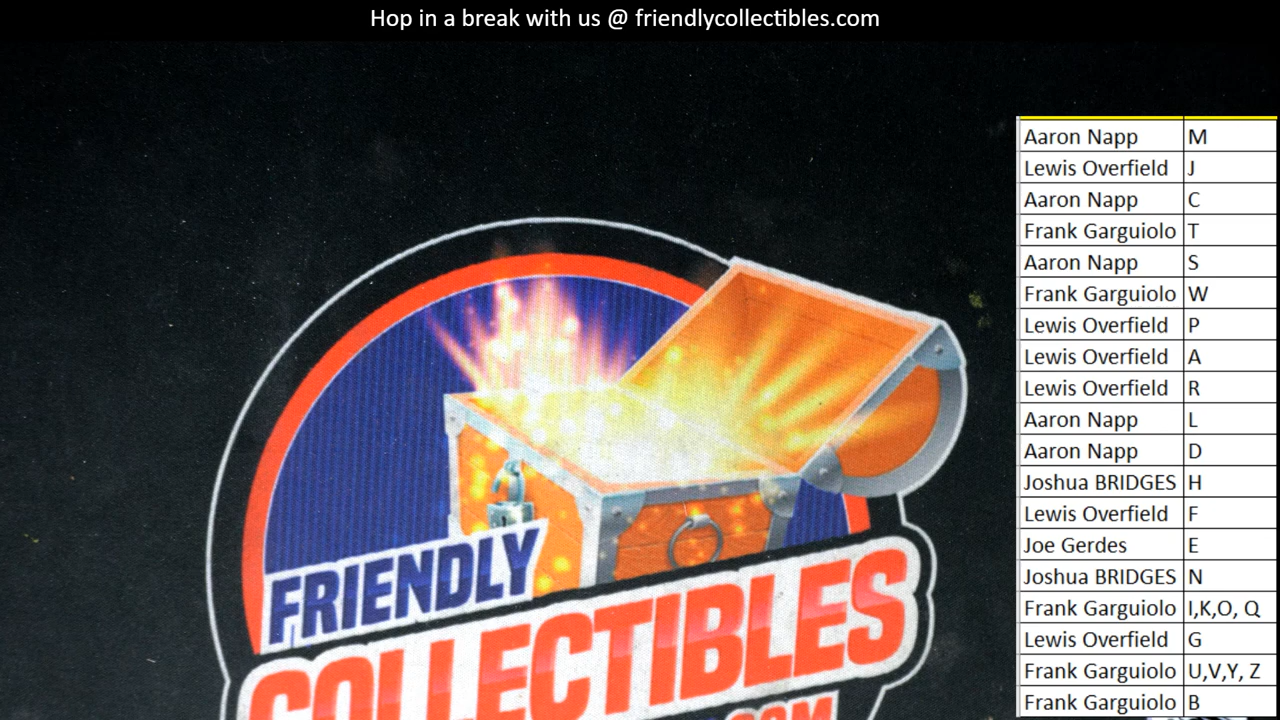 Hop in a break with us @ friendlycollectibles.com
Aaron Napp M
Lewis Overfield J
Aaron Napp C
Frank Garguiolo T
Aaron Napp S
Frank Garguiolo W
Lewis Overfield P
Lewis Overfield A
Lewis Overfield R
Aaron Napp L
Aaron Napp D
Joshua BRIDGES H
Lewis Overfield F
Joe Gerdes E
Joshua BRIDGES N
Frank Garguiolo I,K,O, Q
Lewis Overfield G
Frank Garguiolo U,V,Y, Z
Frank Garguiolo B
FRIENDLY
COLLECTIBLES
.COM